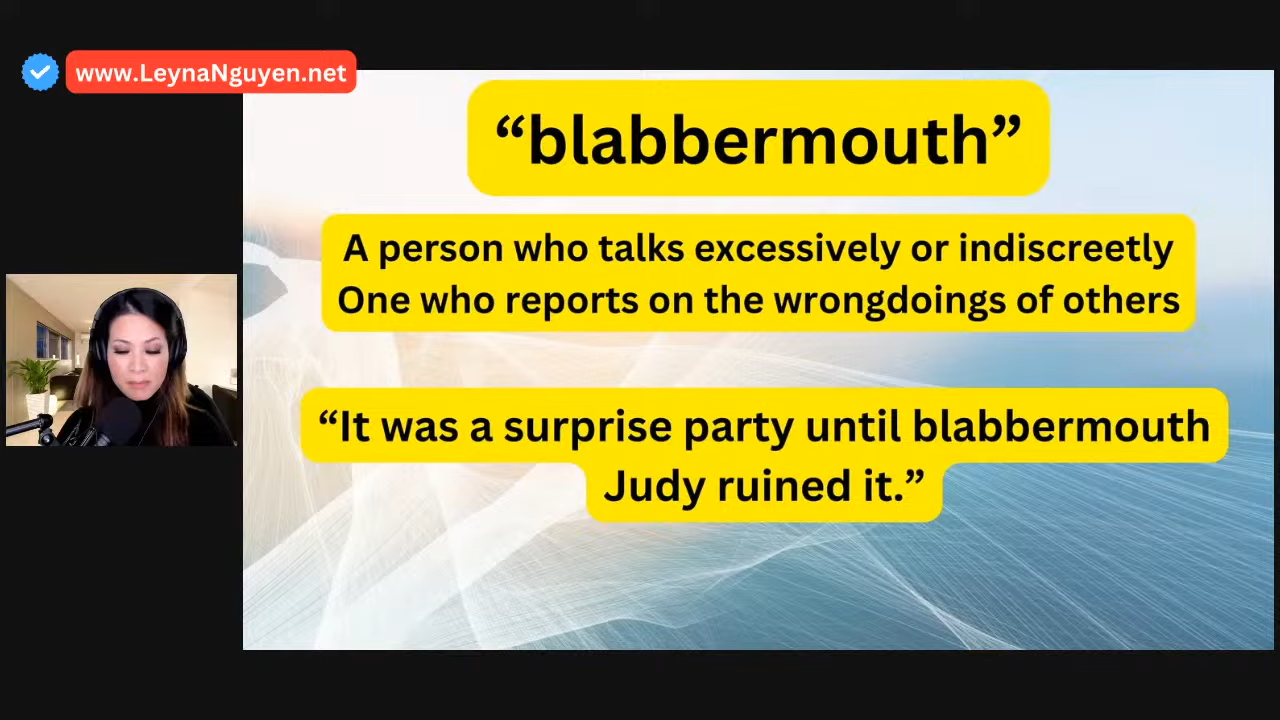 www.LeynaNguyen.net
“blabbermouth”
A person who talks excessively or indiscreetly
One who reports on the wrongdoings of others
“It was a surprise party until blabbermouth
Judy ruined it.”